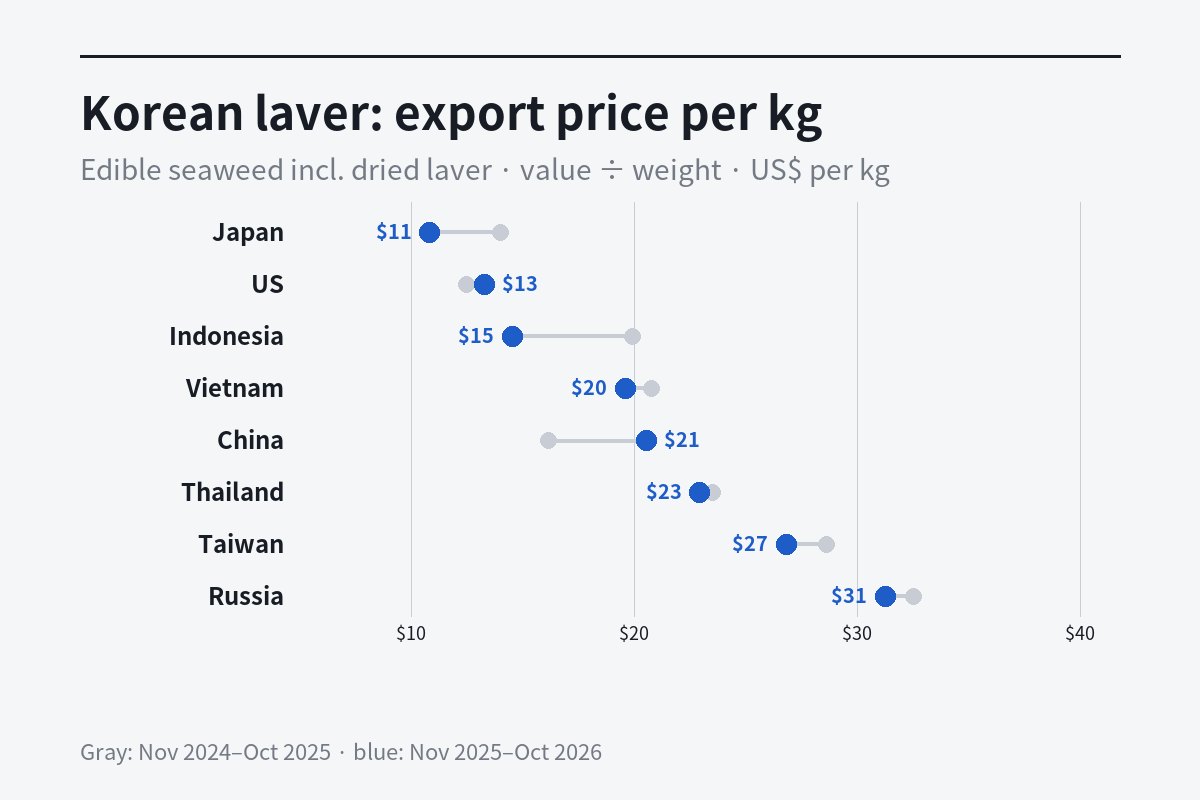 Korean laver: export price per kg
Edible seaweed incl. dried laver · value ÷ weight · US$ per kg
Japan $11
US $13
Indonesia $15
Vietnam $20
China $21
Thailand $23
Taiwan $27
Russia $31
$10 $20 $30 $40
Gray: Nov 2024–Oct 2025 · blue: Nov 2025–Oct 2026